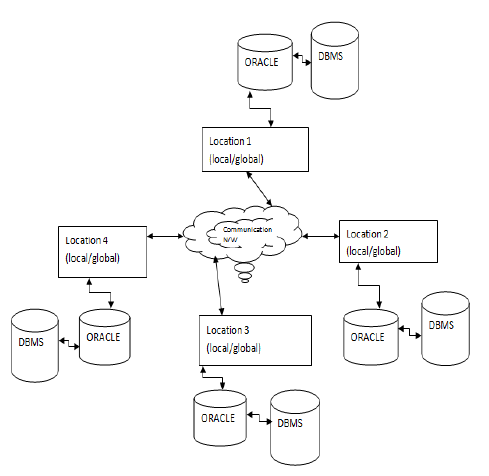 ORACLE
DBMS
Location 1
(local/global)
Communication
N/W
Location 4
(local/global)
Location 2
(local/global)
Location 3
(local/global)
DBMS
ORACLE
ORACLE
DBMS
ORACLE
DBMS